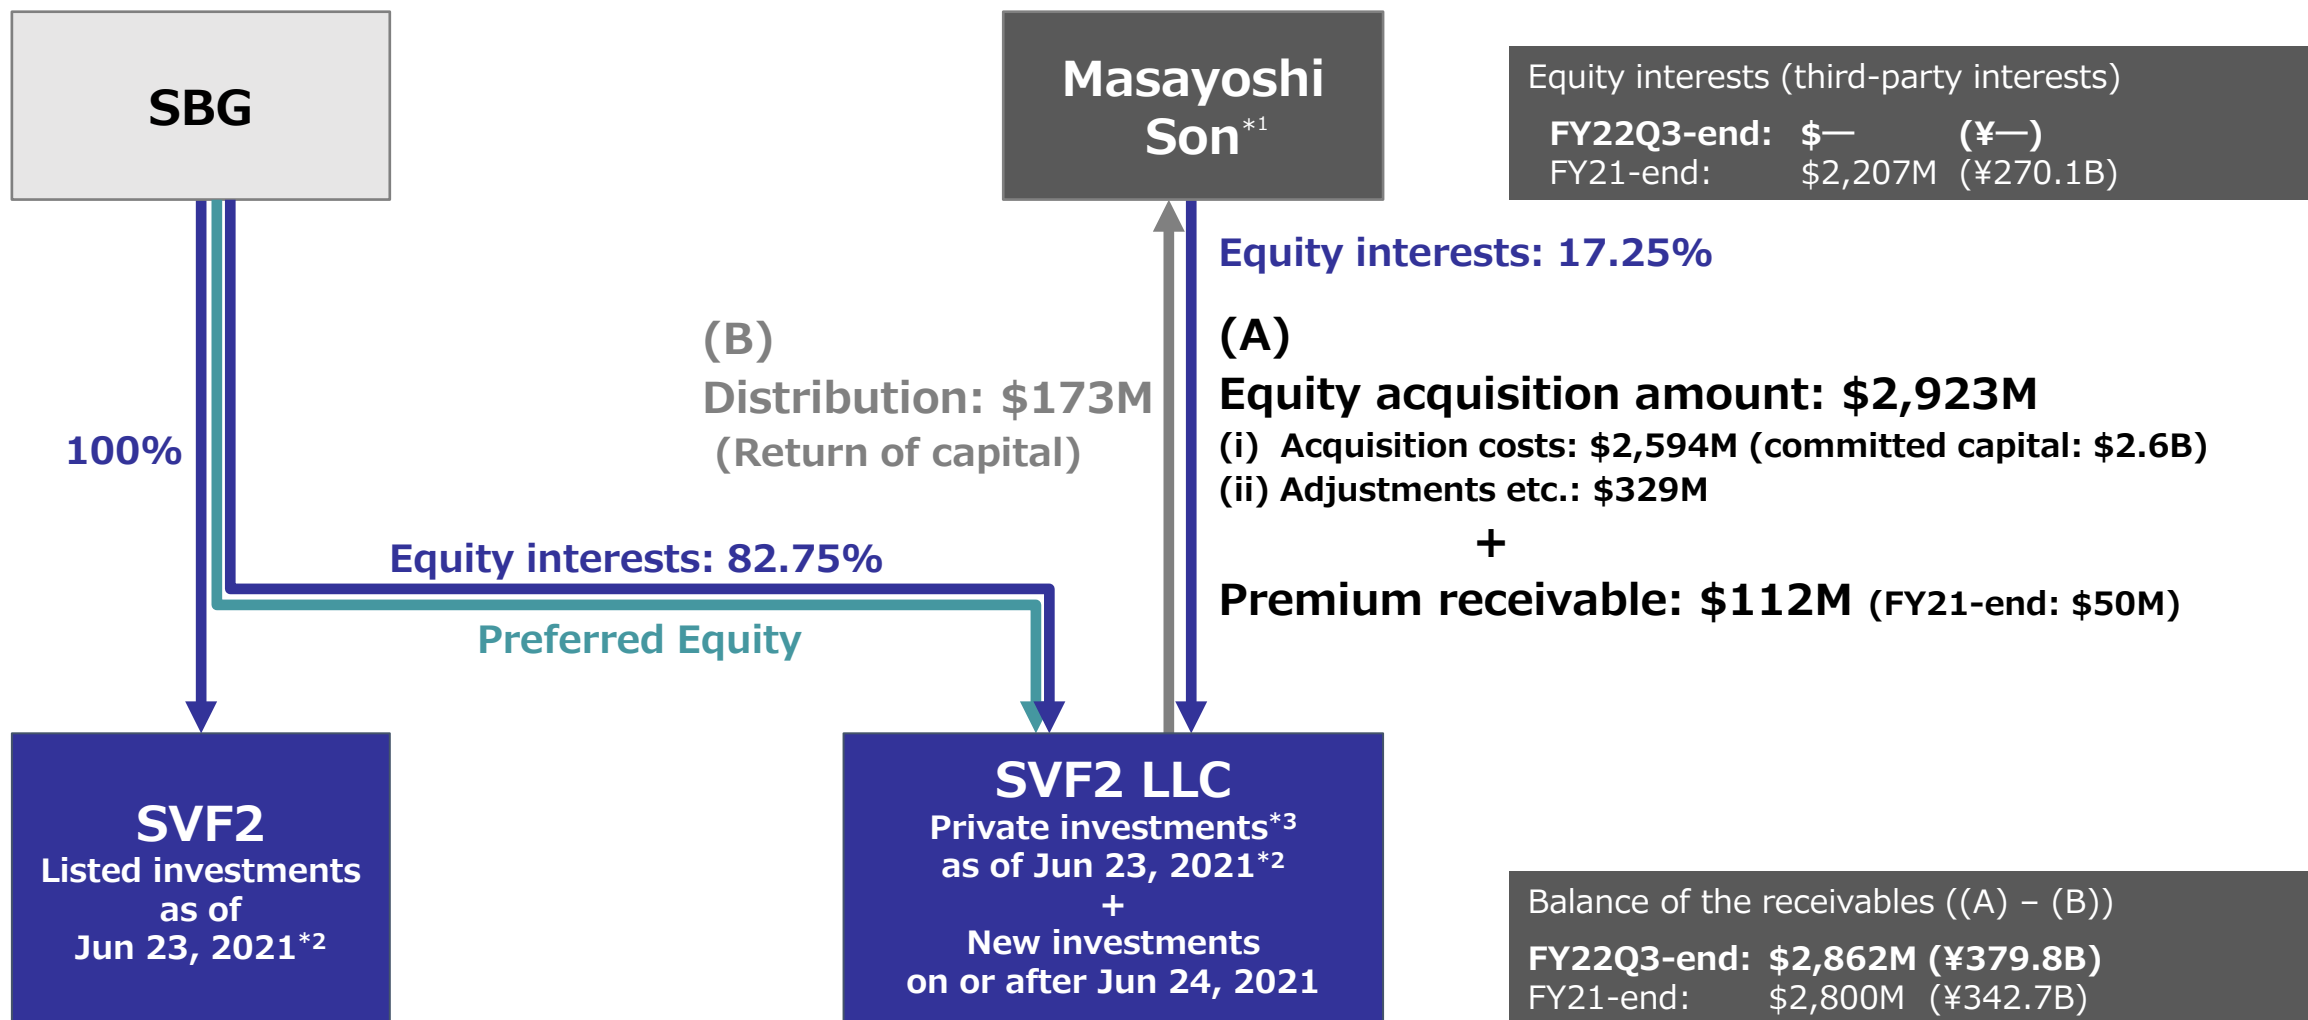 SBG
Masayoshi
Son*1
Equity interests (third-party interests)
FY22Q3-end: $— (¥—)
FY21-end: $2,207M (¥270.1B)
Equity interests: 17.25%
(A)
Equity acquisition amount: $2,923M
(i) Acquisition costs: $2,594M (committed capital: $2.6B)
(ii) Adjustments etc.: $329M
+
Premium receivable: $112M (FY21-end: $50M)
(B)
Distribution: $173M
(Return of capital)
100%
Equity interests: 82.75%
Preferred Equity
SVF2
Listed investments
as of
Jun 23, 2021*2
SVF2 LLC
Private investments*3
as of Jun 23, 2021*2
+
New investments
on or after Jun 24, 2021
Balance of the receivables ((A) – (B))
FY22Q3-end: $2,862M (¥379.8B)
FY21-end: $2,800M (¥342.7B)